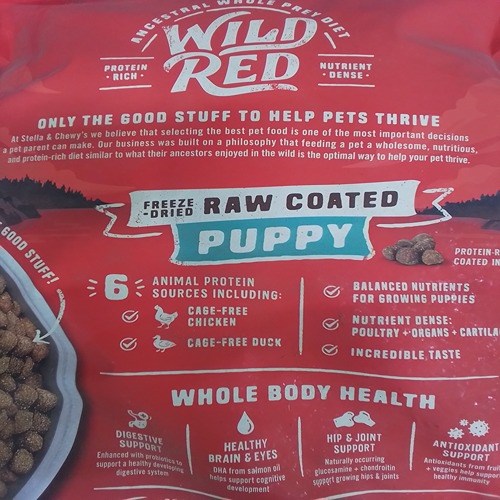 ANCESTRAL WHOLE PREY DIET
WILD
RED
PROTEIN
• RICH •
NUTRIENT
• DENSE •
ONLY THE GOOD STUFF TO HELP PETS THRIVE
At Stella & Chewy's we believe that selecting the best pet food is one of the most important decisions
a pet parent can make. Our business was built on a philosophy that feeding a pet a wholesome, nutritious,
and protein-rich diet similar to what their ancestors enjoyed in the wild is the optimal way to help your pet thrive.
FREEZE
-DRIED
RAW COATED
PUPPY
GOOD STUFF!
PROTEIN-R
COATED IN
6 ANIMAL PROTEIN
SOURCES INCLUDING:
CAGE-FREE
CHICKEN
CAGE-FREE DUCK
BALANCED NUTRIENTS
FOR GROWING PUPPIES
NUTRIENT DENSE:
POULTRY + ORGANS + CARTILA
INCREDIBLE TASTE
WHOLE BODY HEALTH
DIGESTIVE
SUPPORT
Enhanced with probiotics to
support a healthy developing
digestive system
HEALTHY
BRAIN & EYES
DHA from salmon oil
helps support cognitive
development
HIP & JOINT
SUPPORT
Naturally occurring
glucosamine + chondroitin
support growing hips & joints
ANTIOXIDANT
SUPPORT
Antioxidants from frui
+ veggies help suppor
healthy immunity